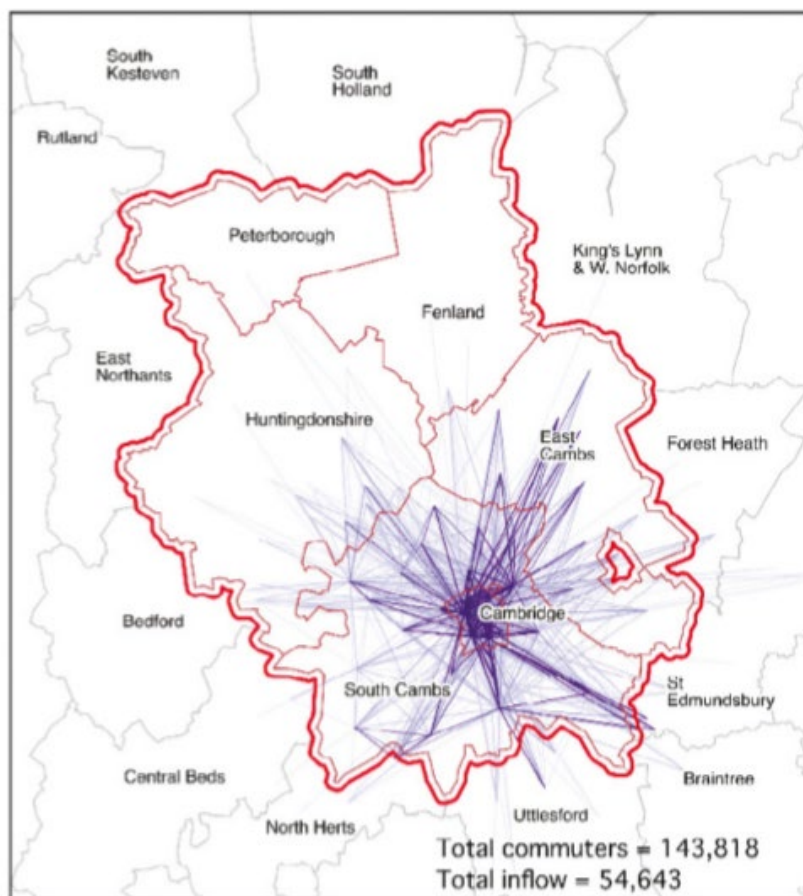 South
Kesteven
South
Holland
Rutland
Peterborough
King's Lynn
& W. Norfolk
Fenland
East
Northants
Huntingdonshire
East
Cambs
Forest Heath
Cambridge
Bedford
South Cambs
St
Edmundsbury
Central Beds
Braintree
Uttlesford
North Herts
Total commuters = 143,818
Total inflow = 54,643